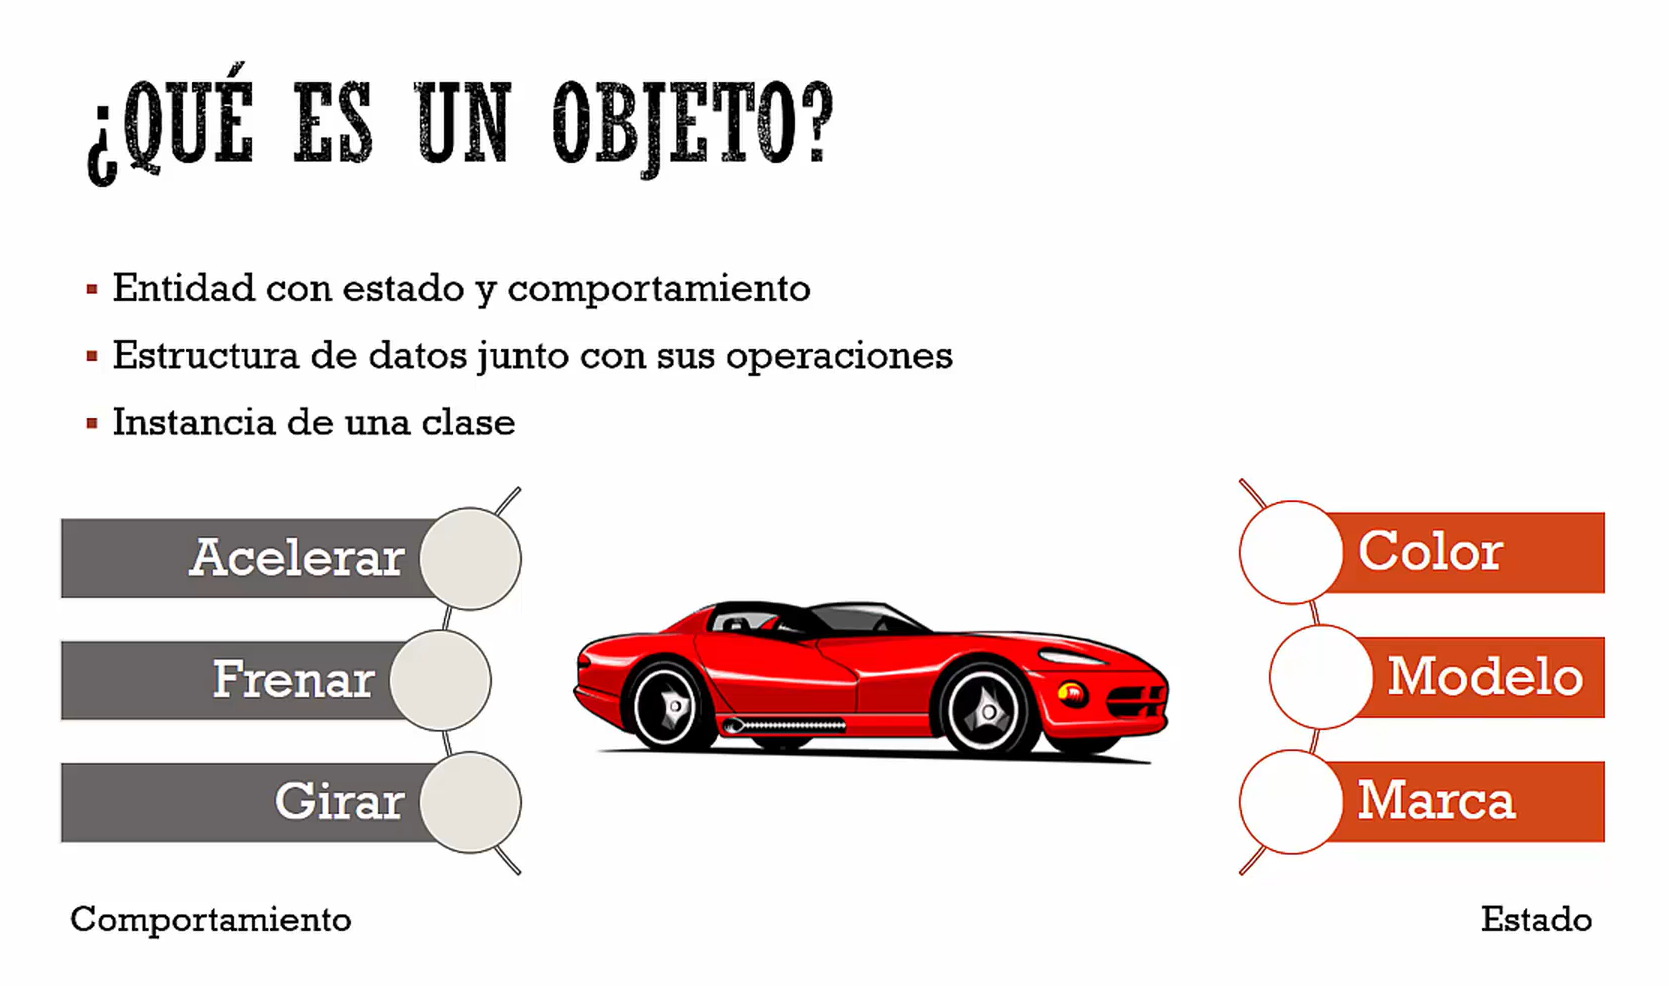 ¿QUÉ ES UN OBJETO?
Entidad con estado y comportamiento
Estructura de datos junto con sus operaciones
Instancia de una clase
Acelerar
Frenar
Girar
Comportamiento
Color
Modelo
Marca
Estado